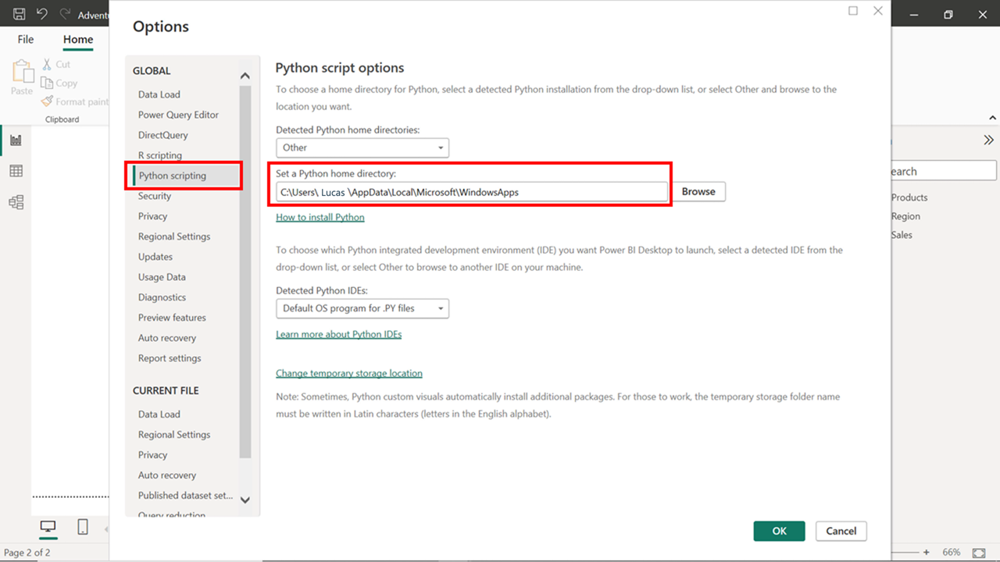 Adventu
File
Home
Cut
Copy
Paste
Format paint
Clipboard
Page 2 of 2
Options
GLOBAL
Data Load
Power Query Editor
DirectQuery
R scripting
Python scripting
Security
Privacy
Regional Settings
Updates
Usage Data
Diagnostics
Preview features
Auto recovery
Report settings
CURRENT FILE
Data Load
Regional Settings
Privacy
Auto recovery
Published dataset set...
Query reduction
Python script options
To choose a home directory for Python, select a detected Python installation from the drop-down list, or select Other and browse to the
location you want.
Detected Python home directories:
Other
Set a Python home directory:
C:\Users\ Lucas \AppData\Local\Microsoft\WindowsApps
Browse
How to install Python
To choose which Python integrated development environment (IDE) you want Power BI Desktop to launch, select a detected IDE from the
drop-down list, or select Other to browse to another IDE on your machine.
Detected Python IDEs:
Default OS program for .PY files
Learn more about Python IDEs
Change temporary storage location
Note: Sometimes, Python custom visuals automatically install additional packages. For those to work, the temporary storage folder name
must be written in Latin characters (letters in the English alphabet).
OK
Cancel
earch
Products
Region
Sales
66%